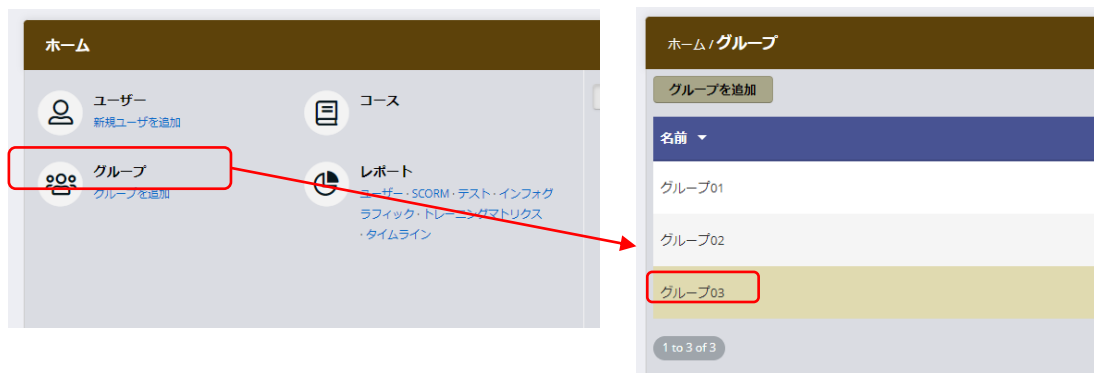 ホーム
ユーザー
新規ユーザを追加
コース
グループ
グループを追加
レポート
ユーザー · SCORM · テスト · インフォグ
ラフィック · トレーニングマトリクス
· タイムライン
ホーム / グループ
グループを追加
名前
グループ01
グループ02
グループ03
1 to 3 of 3